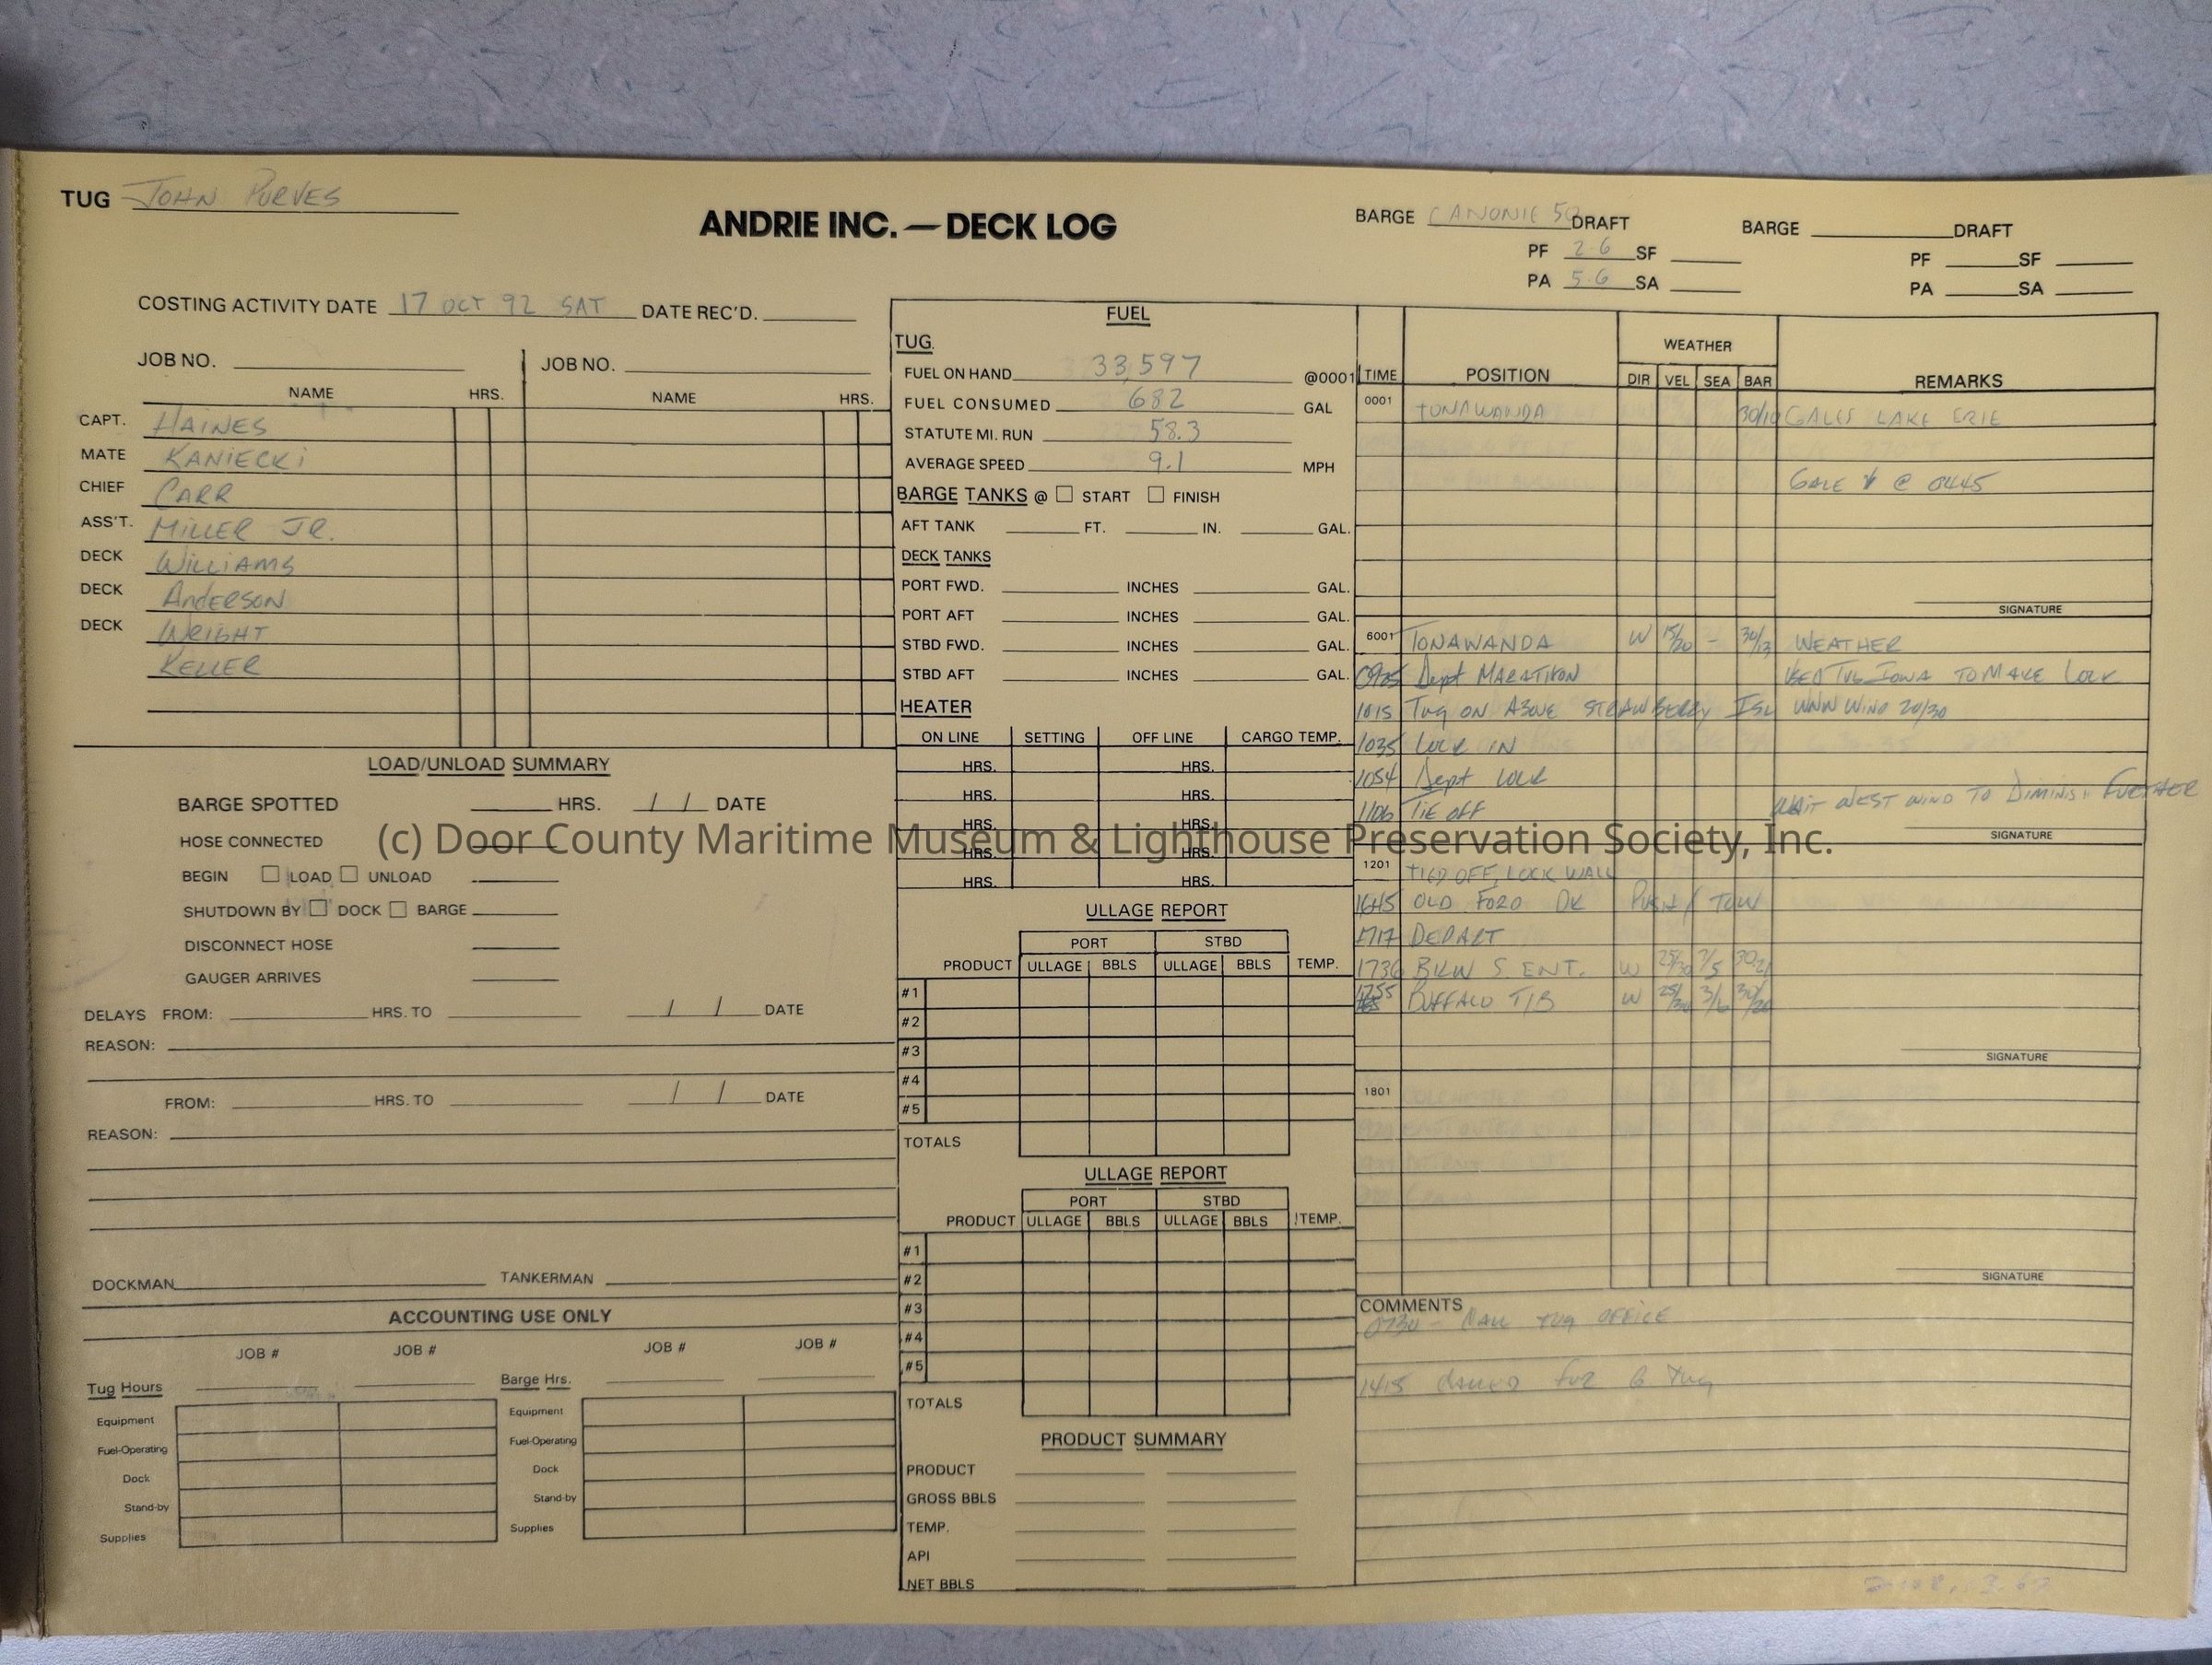 TUG JOHN PURVES
ANDRIE INC. — DECK LOG
BARGE CANONIE 50 DRAFT
PF 2-6 SF
PA 5-6 SA
BARGE DRAFT
PF SF
PA SA
COSTING ACTIVITY DATE 17 OCT 92 SAT DATE REC'D.
JOB NO. JOB NO.
NAME HRS. NAME HRS.
CAPT. HAINES
MATE KANIECKI
CHIEF CARR
ASS'T. MILLER JR.
DECK WILLIAMS
DECK ANDERSON
DECK WRIGHT
KELLER
LOAD/UNLOAD SUMMARY
BARGE SPOTTED HRS. / / DATE
HOSE CONNECTED
BEGIN LOAD UNLOAD
SHUTDOWN BY DOCK BARGE
DISCONNECT HOSE
GAUGER ARRIVES
DELAYS FROM: HRS. TO / / DATE
REASON:
FROM: HRS. TO / / DATE
REASON:
DOCKMAN TANKERMAN
ACCOUNTING USE ONLY
JOB # JOB # JOB # JOB #
Tug Hours Barge Hrs.
Equipment Equipment
Fuel-Operating Fuel-Operating
Dock Dock
Stand-by Stand-by
Supplies Supplies
FUEL
TUG.
FUEL ON HAND 33,597 @0001
FUEL CONSUMED 682 GAL
STATUTE MI. RUN 58.3
AVERAGE SPEED 9.1 MPH
BARGE TANKS @ START FINISH
AFT TANK FT. IN. GAL.
DECK TANKS
PORT FWD. INCHES GAL.
PORT AFT INCHES GAL.
STBD FWD. INCHES GAL.
STBD AFT INCHES GAL.
HEATER
ON LINE SETTING OFF LINE CARGO TEMP.
HRS. HRS.
HRS. HRS.
HRS. HRS.
HRS. HRS.
HRS. HRS.
ULLAGE REPORT
PORT STBD
PRODUCT ULLAGE BBLS ULLAGE BBLS TEMP.
#1
#2
#3
#4
#5
TOTALS
ULLAGE REPORT
PORT STBD
PRODUCT ULLAGE BBLS ULLAGE BBLS TEMP.
#1
#2
#3
#4
#5
TOTALS
PRODUCT SUMMARY
PRODUCT
GROSS BBLS
TEMP.
API
NET BBLS
WEATHER
TIME POSITION DIR VEL SEA BAR REMARKS
0001 TONAWANDA 30/10 GALES LAKE ERIE
GALE @ 0445
SIGNATURE
6001 TONAWANDA W 15/20 - 30/13 WEATHER
Dept MARATHON USED TUG IOWA TO MAKE LOCK
1015 Tug ON ABOVE STRAWBERRY ISL WNW WIND 20/30
1035 LOCK IN
1054 Dept LOCK
1106 TIE OFF WAIT WEST WIND TO DIMINISH FURTHER
SIGNATURE
1201 TIED OFF, LOCK WALL
1645 OLD FORD DK PUSH / TOW
1717 DEPART
1736 BKW S. ENT. W 25/30 30.21
1755 BUFFALO T/B W 25/30 3/6
SIGNATURE
1801
SIGNATURE
COMMENTS
0730 - CALL TUG OFFICE
1415 CALLED FOR G TUG
(c) Door County Maritime Museum & Lighthouse Preservation Society, Inc.